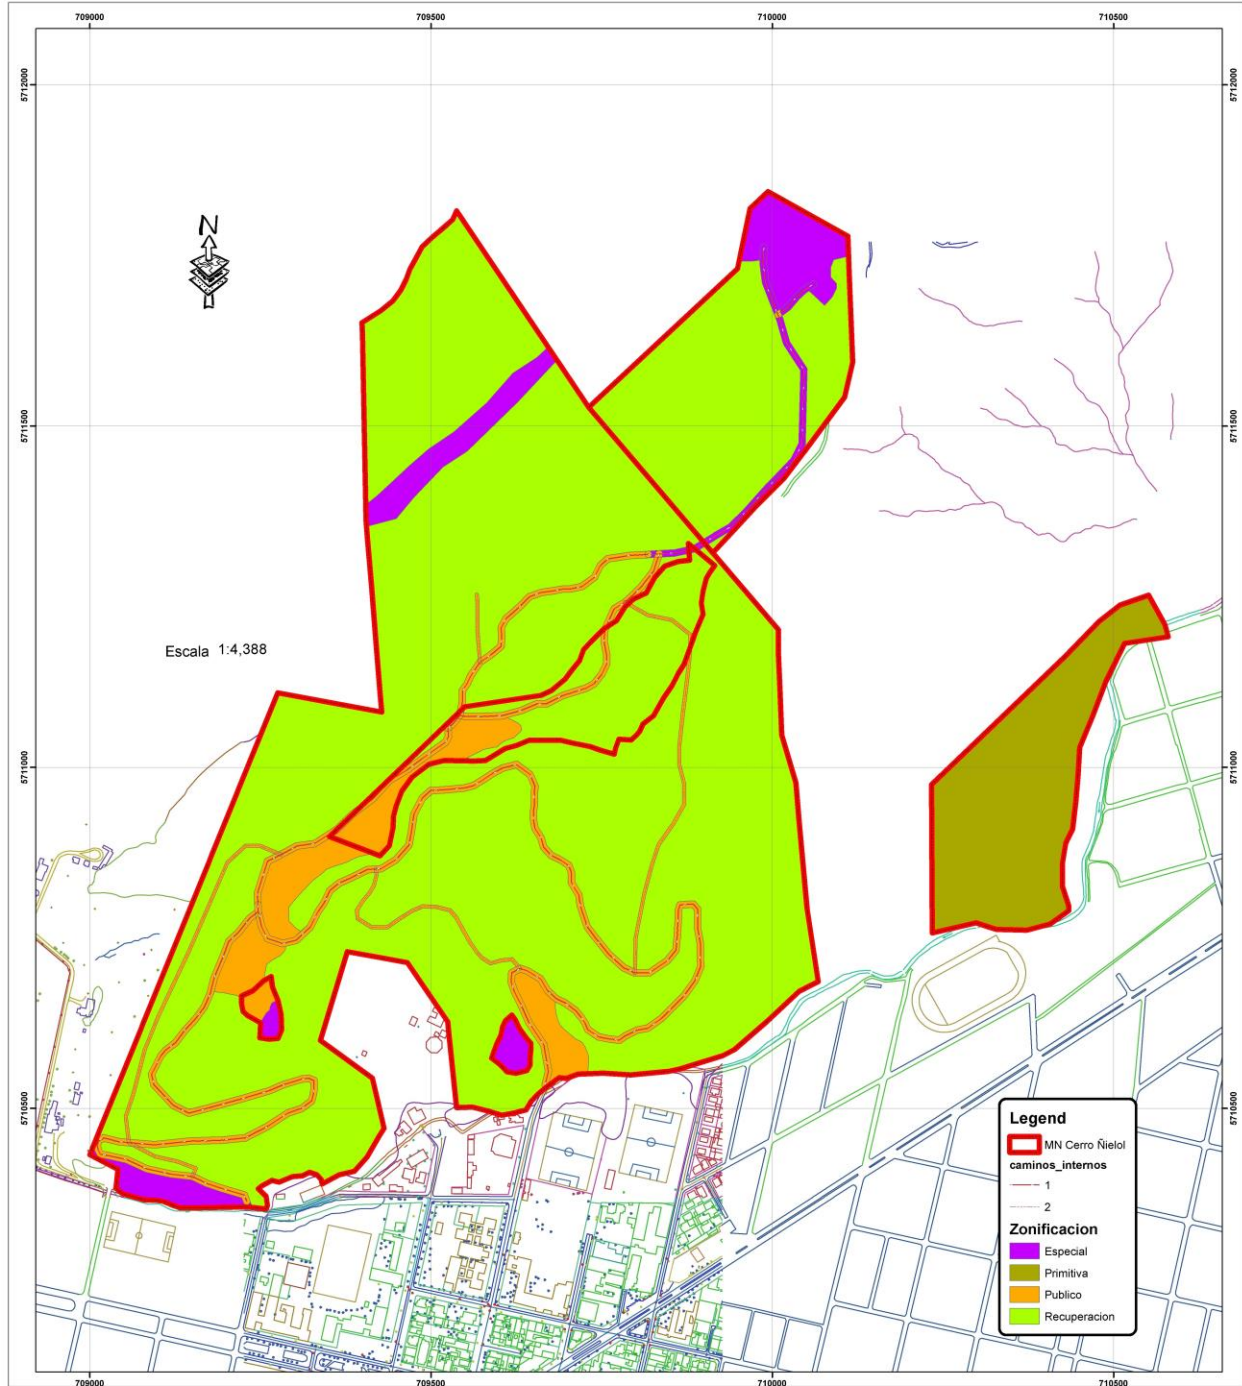 709000 709500 710000 710500
5712000 5712000
N
5711500 5711500
Escala 1:4,388
5711000 5711000
5710500 5710500
Legend
MN Cerro Ñielol
caminos_internos
1
2
Zonificacion
Especial
Primitiva
Publico
Recuperacion
709000 709500 710000 710500